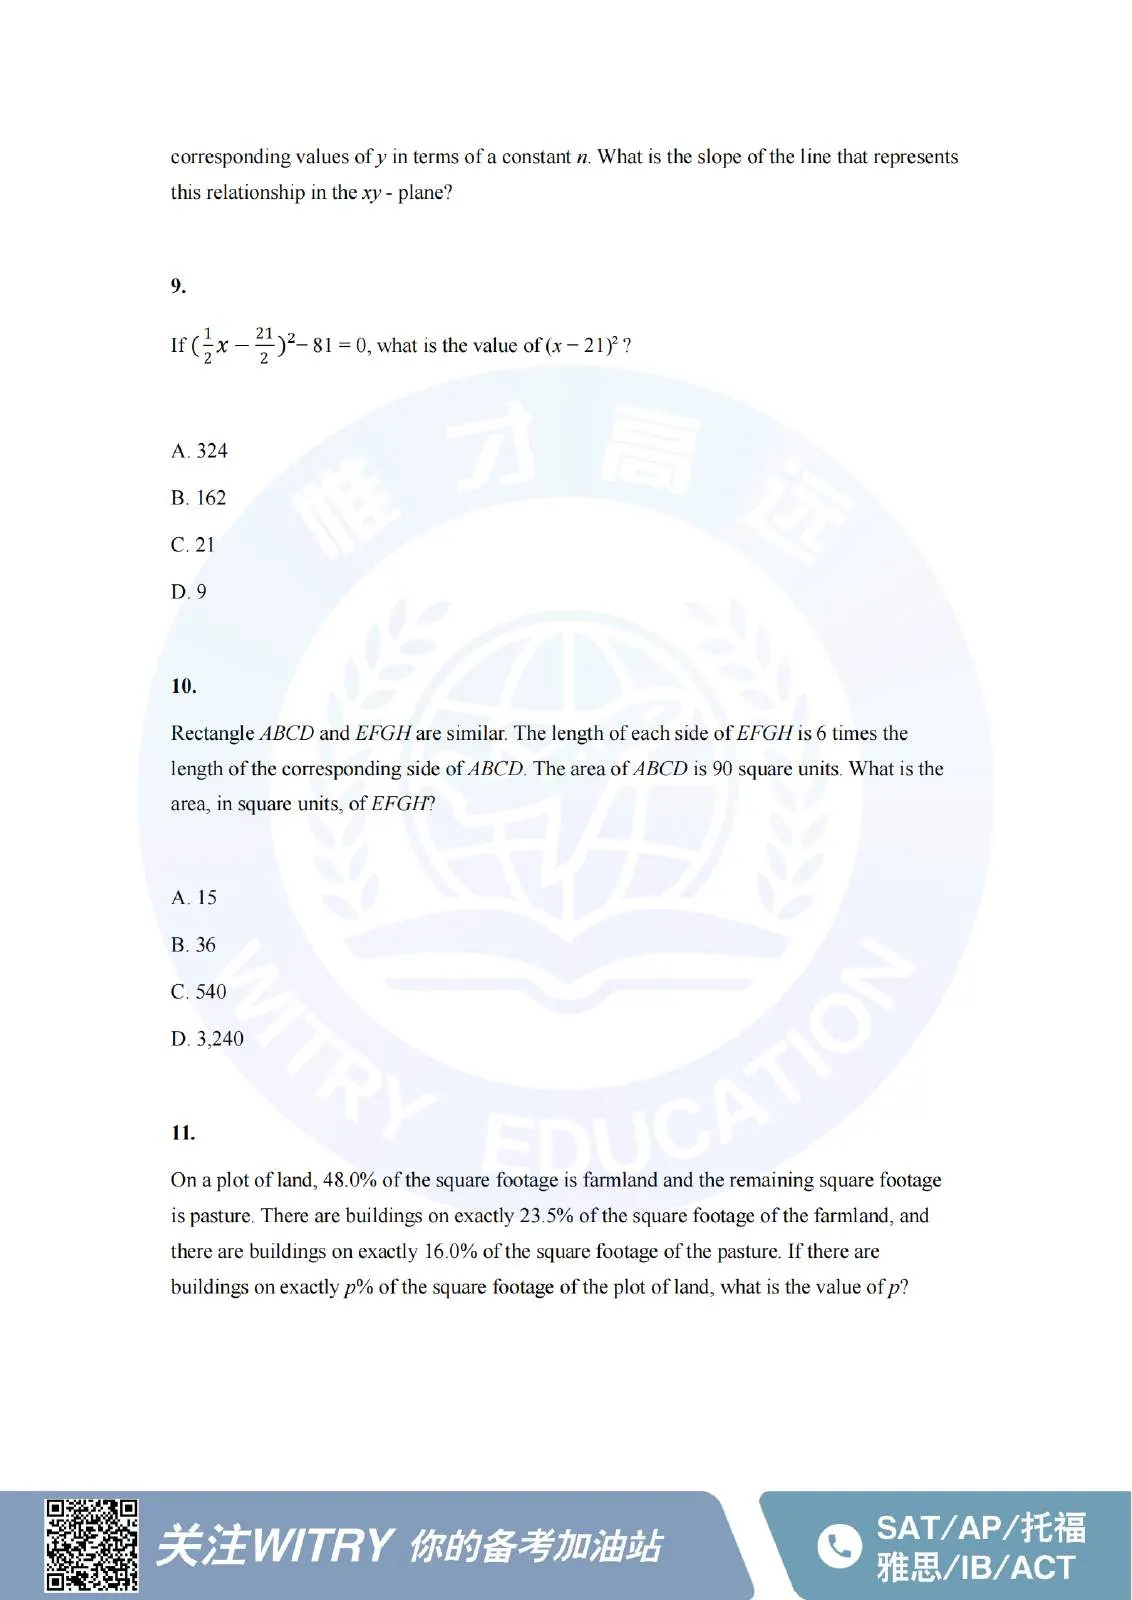 corresponding values of y in terms of a constant n. What is the slope of the line that represents
this relationship in the xy - plane?
9.
If (1/2 x − 21/2)²− 81 = 0, what is the value of (x − 21)² ?
A. 324
B. 162
C. 21
D. 9
10.
Rectangle ABCD and EFGH are similar. The length of each side of EFGH is 6 times the
length of the corresponding side of ABCD. The area of ABCD is 90 square units. What is the
area, in square units, of EFGH?
A. 15
B. 36
C. 540
D. 3,240
11.
On a plot of land, 48.0% of the square footage is farmland and the remaining square footage
is pasture. There are buildings on exactly 23.5% of the square footage of the farmland, and
there are buildings on exactly 16.0% of the square footage of the pasture. If there are
buildings on exactly p% of the square footage of the plot of land, what is the value of p?
惟才高远
WITRY EDUCATION
关注WITRY 你的备考加油站
SAT/AP/托福
雅思/IB/ACT